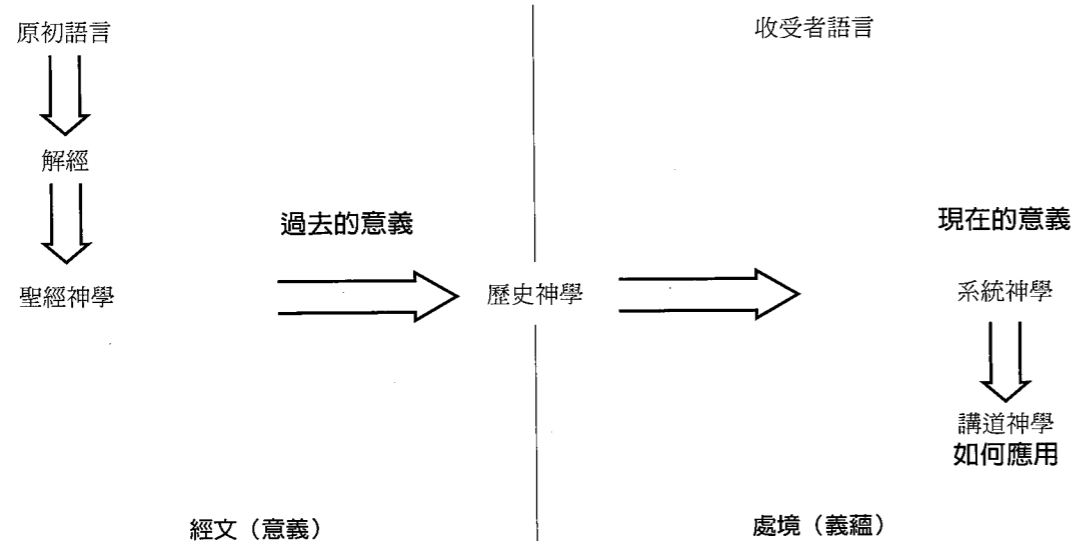 原初語言
收受者語言
解經
過去的意義
現在的意義
聖經神學
歷史神學
系統神學
講道神學
如何應用
經文（意義）
處境（義蘊）